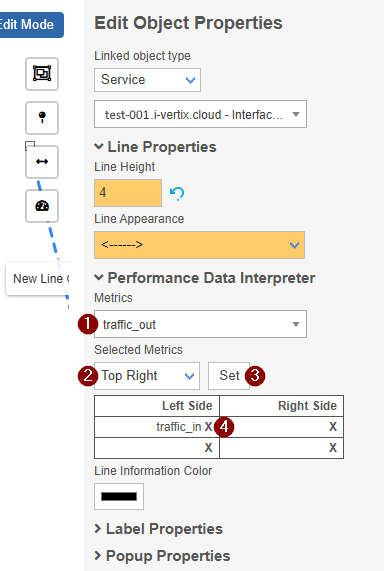 Edit Mode
Edit Object Properties
Linked object type
Service
test-001.i-vertix.cloud - Interfac...
Line Properties
Line Height
4
Line Appearance
<------>
New Line
Performance Data Interpreter
Metrics
1 traffic_out
Selected Metrics
2 Top Right Set 3
Left Side Right Side
traffic_in X 4 X
X X
Line Information Color
Label Properties
Popup Properties